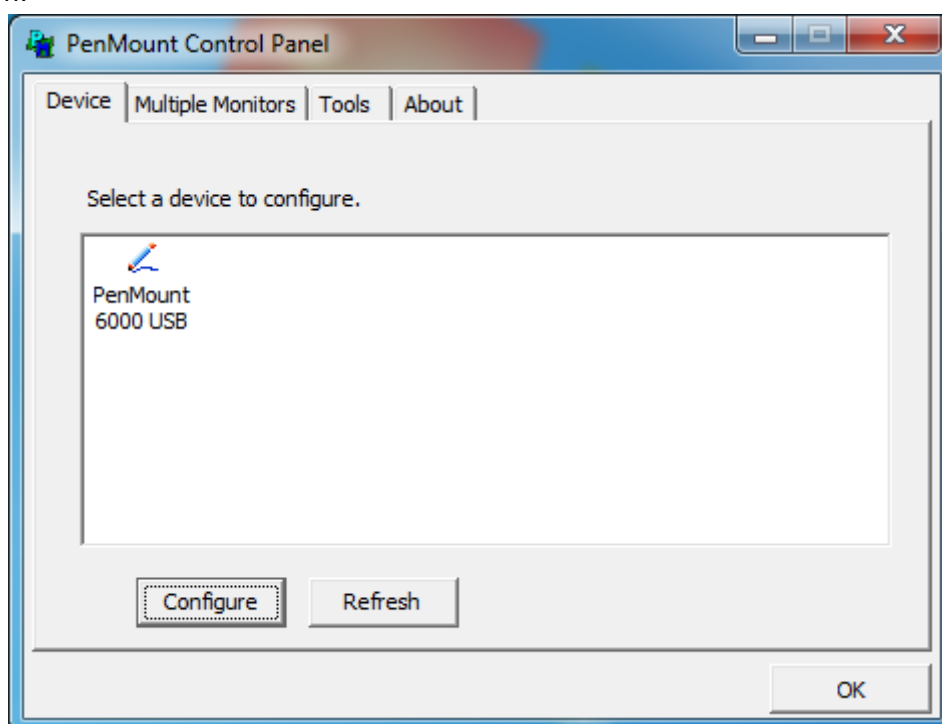 ...
PenMount Control Panel
Device Multiple Monitors Tools About
Select a device to configure.
PenMount
6000 USB
Configure Refresh
OK